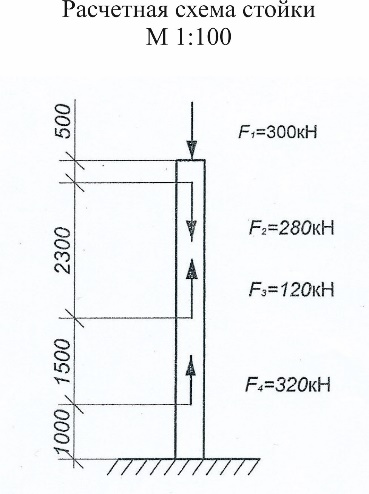 Расчетная схема стойки
М 1:100
500
F₁=300кН
F₂=280кН
2300
F₃=120кН
1500
F₄=320кН
1000